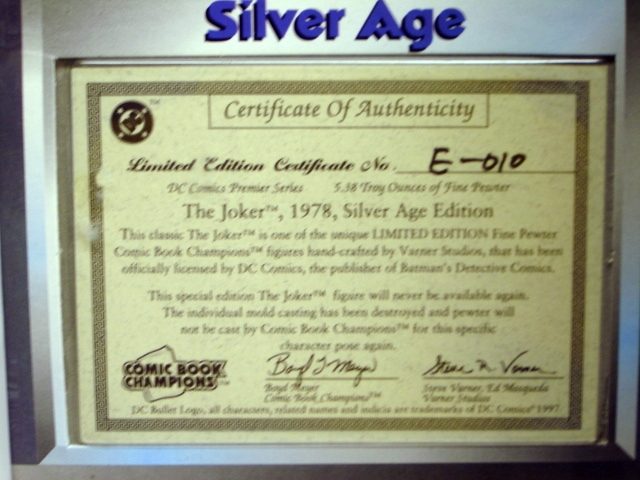 Silver Age
DC TM
Certificate Of Authenticity
Limited Edition Certificate No. E-010
DC Comics Premier Series 5.38 Troy Ounces of Fine Pewter
The Joker™, 1978, Silver Age Edition
This classic The Joker™ is one of the unique LIMITED EDITION Fine Pewter
Comic Book Champions™ figures hand-crafted by Varner Studios, that has been
officially licensed by DC Comics, the publisher of Batman's Detective Comics.
This special edition The Joker™ figure will never be available again.
The individual mold casting has been destroyed and pewter will
not be cast by Comic Book Champions™ for this specific
character pose again.
COMIC BOOK
CHAMPIONS™
Boyd Meyer
Comic Book Champions™
Steve Varner, Ed Mosqueda
Varner Studios
DC Bullet Logo, all characters, related names and indicia are trademarks of DC Comics® 1997